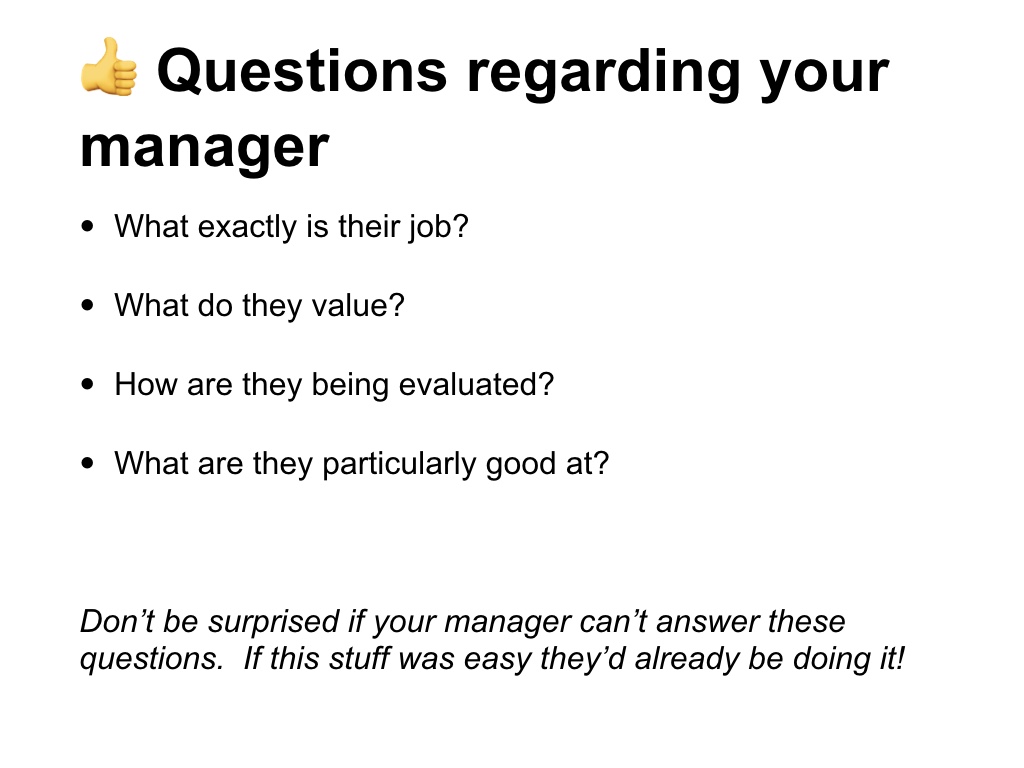 👍 Questions regarding your
manager
• What exactly is their job?
• What do they value?
• How are they being evaluated?
• What are they particularly good at?
Don’t be surprised if your manager can’t answer these
questions.  If this stuff was easy they’d already be doing it!